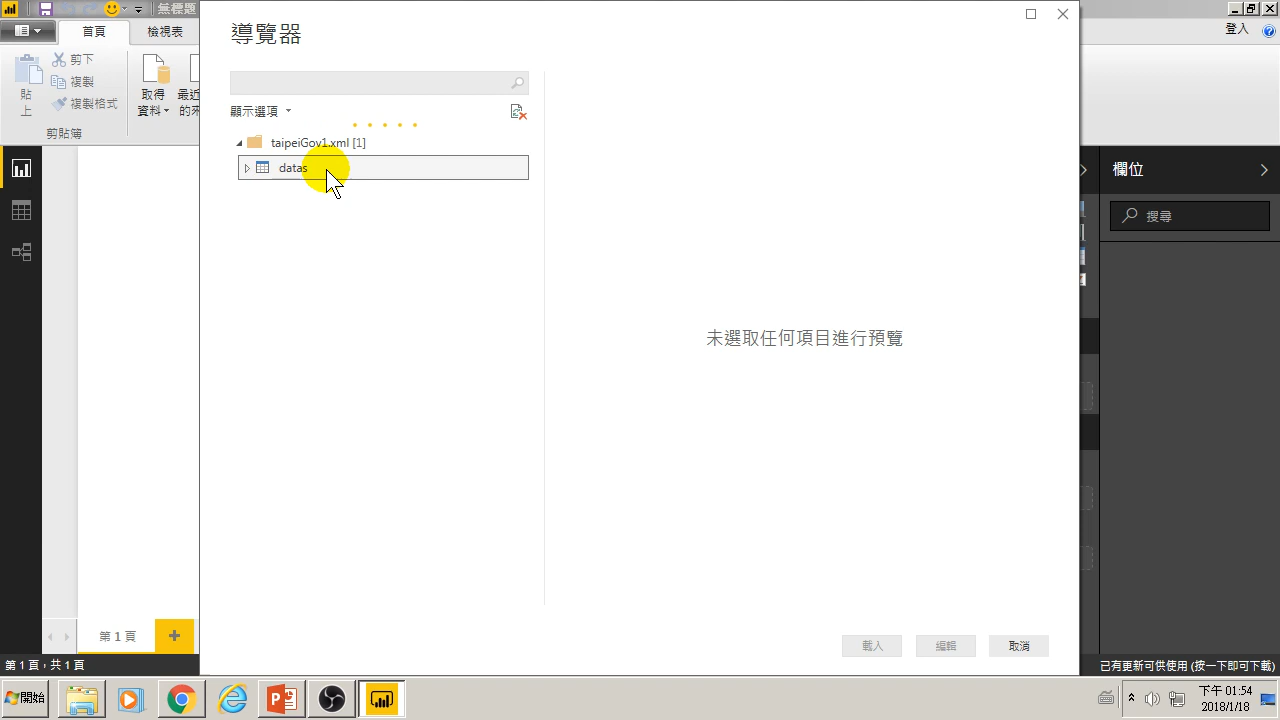 無標題
登入
首頁
檢視表
貼上
剪下
複製
複製格式
剪貼簿
取得資料
最近
的來
導覽器
顯示選項
taipeiGov1.xml [1]
datas
未選取任何項目進行預覽
載入
編輯
取消
欄位
搜尋
第 1 頁
第 1 頁，共 1 頁
已有更新可供使用 (按一下即可下載)
開始
下午 01:54
2018/1/18